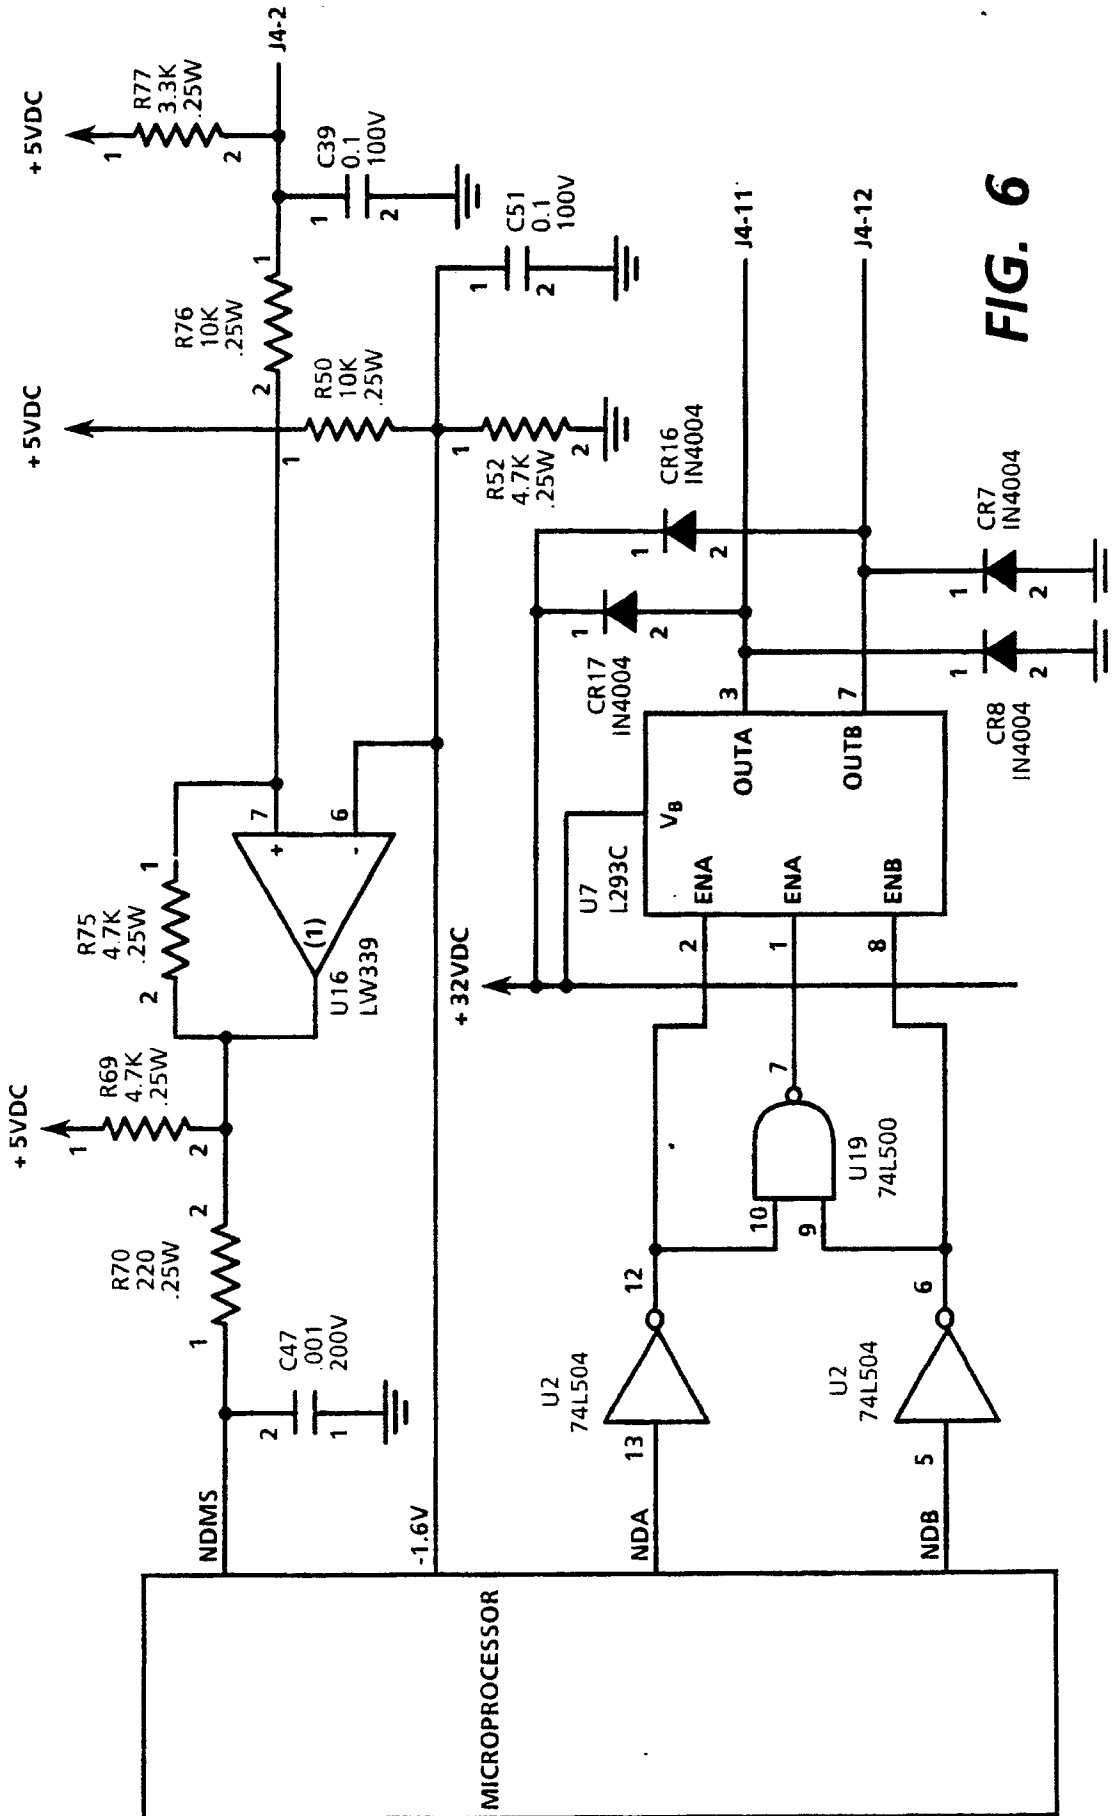 +5VDC
1
R77
3.3K
.25W
2
J4-2
1
C39
0.1
100V
2
R76
10K
.25W
2
1
+5VDC
1
R50
10K
.25W
1
C51
0.1
100V
2
1
R52
4.7K
.25W
2
R75
4.7K
.25W
2
1
7
6
+
-
(1)
U16
LW339
+5VDC
1
R69
4.7K
.25W
2
R70
220
.25W
1
2
2
C47
.001
200V
1
NDMS
-1.6V
MICROPROCESSOR
NDA
NDB
13
U2
74L504
12
5
U2
74L504
6
10
9
7
U19
74L500
+32VDC
2
1
8
U7
L293C
VB
ENA
ENA
ENB
OUTA
OUTB
3
7
CR17
IN4004
1
2
CR16
IN4004
1
2
CR8
IN4004
1
2
CR7
IN4004
1
2
J4-11
J4-12
FIG. 6